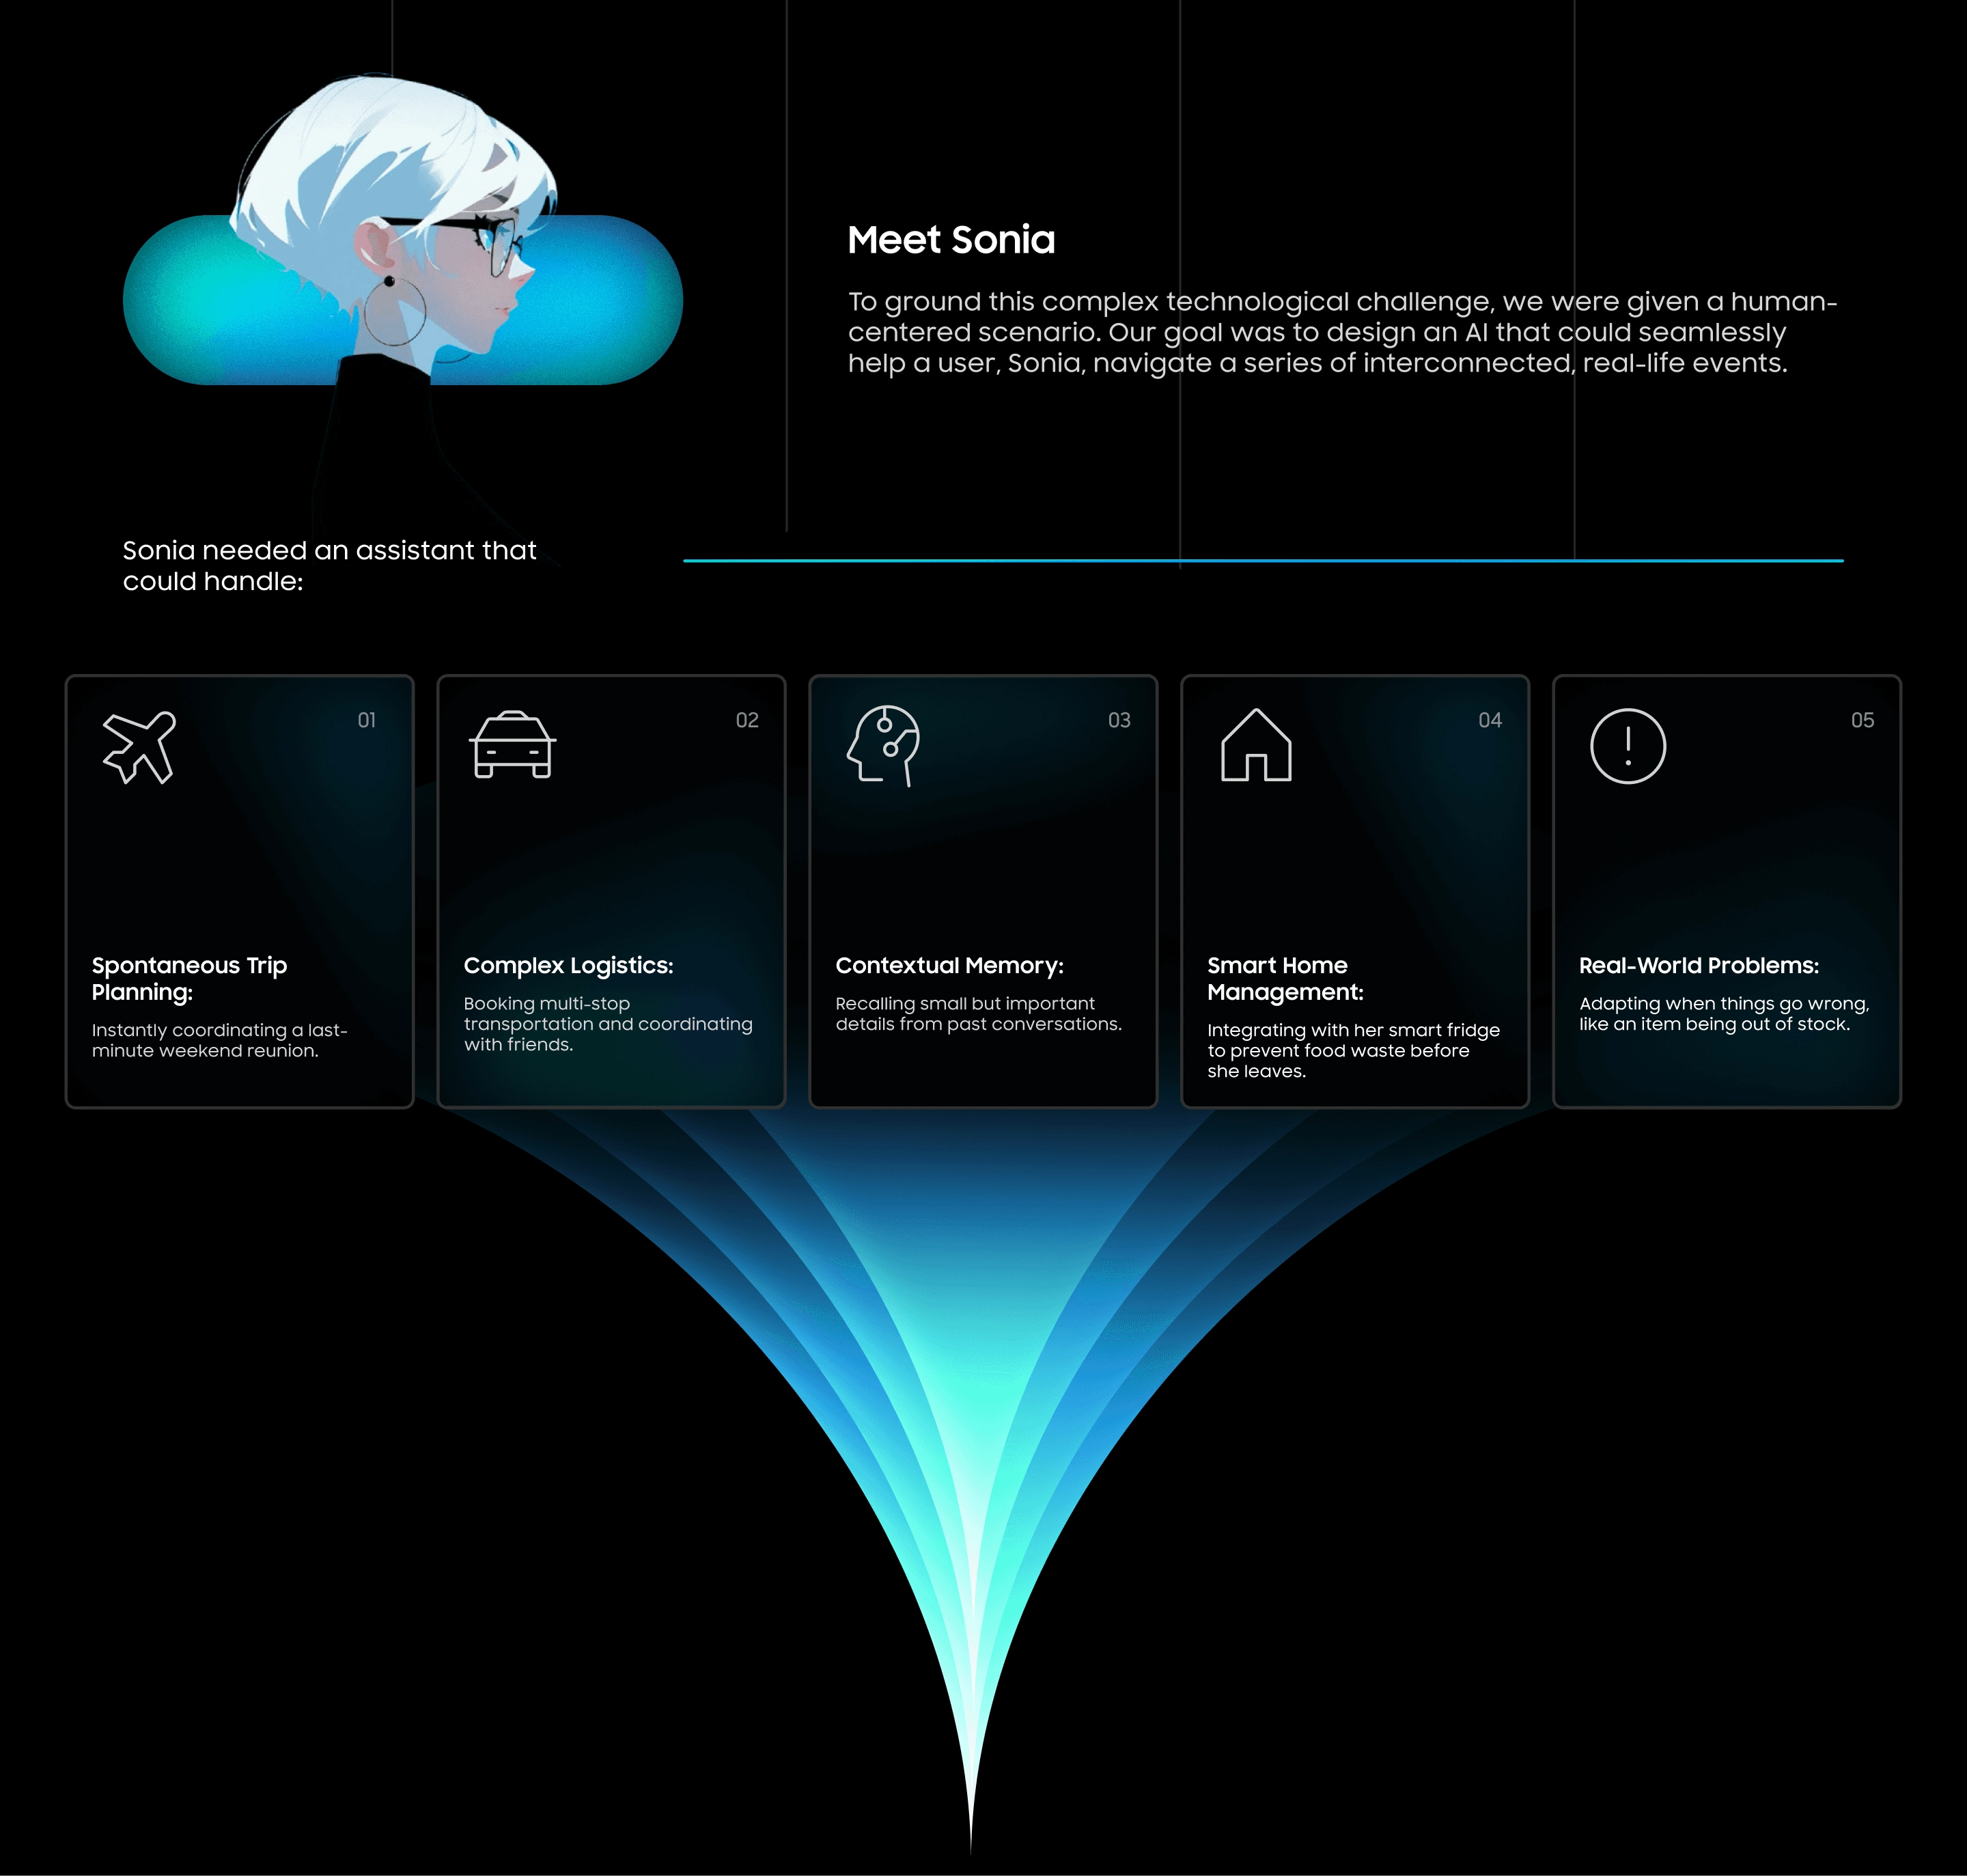 Meet Sonia
To ground this complex technological challenge, we were given a human-
centered scenario. Our goal was to design an AI that could seamlessly
help a user, Sonia, navigate a series of interconnected, real-life events.
Sonia needed an assistant that
could handle:
01
Spontaneous Trip
Planning:
Instantly coordinating a last-
minute weekend reunion.
02
Complex Logistics:
Booking multi-stop
transportation and coordinating
with friends.
03
Contextual Memory:
Recalling small but important
details from past conversations.
04
Smart Home
Management:
Integrating with her smart fridge
to prevent food waste before
she leaves.
05
Real-World Problems:
Adapting when things go wrong,
like an item being out of stock.